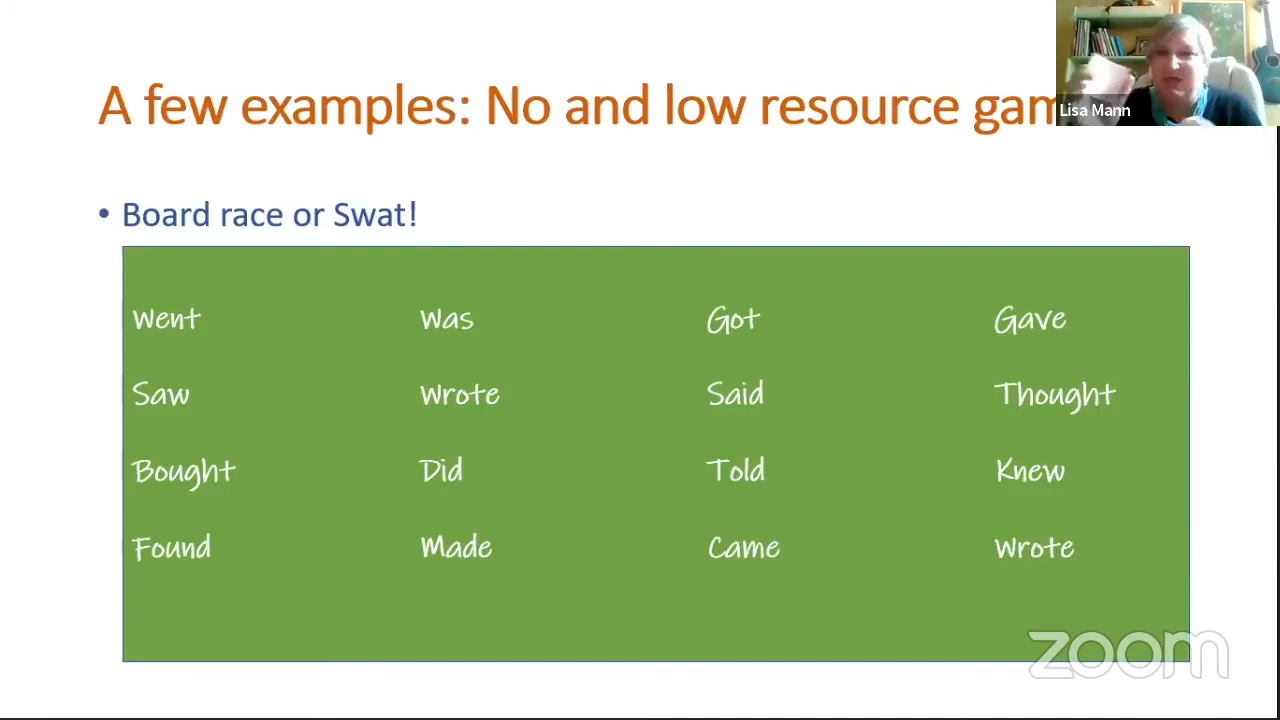 A few examples: No and low resource gam
Lisa Mann
• Board race or Swat!
Went Was Got Gave
Saw Wrote Said Thought
Bought Did Told Knew
Found Made Came Wrote
zoom